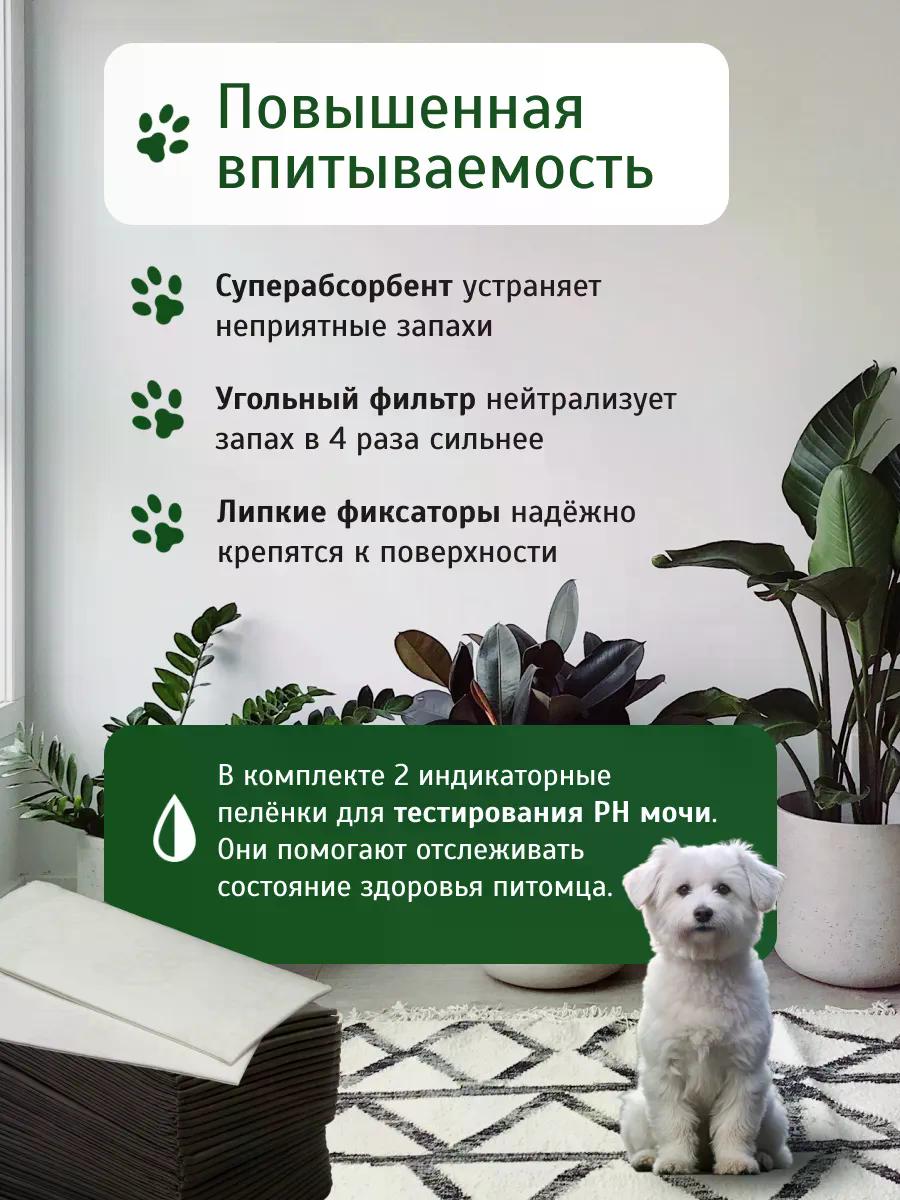 Повышенная
впитываемость
Суперабсорбент устраняет
неприятные запахи
Угольный фильтр нейтрализует
запах в 4 раза сильнее
Липкие фиксаторы надёжно
крепятся к поверхности
В комплекте 2 индикаторные
пелёнки для тестирования PH мочи.
Они помогают отслеживать
состояние здоровья питомца.